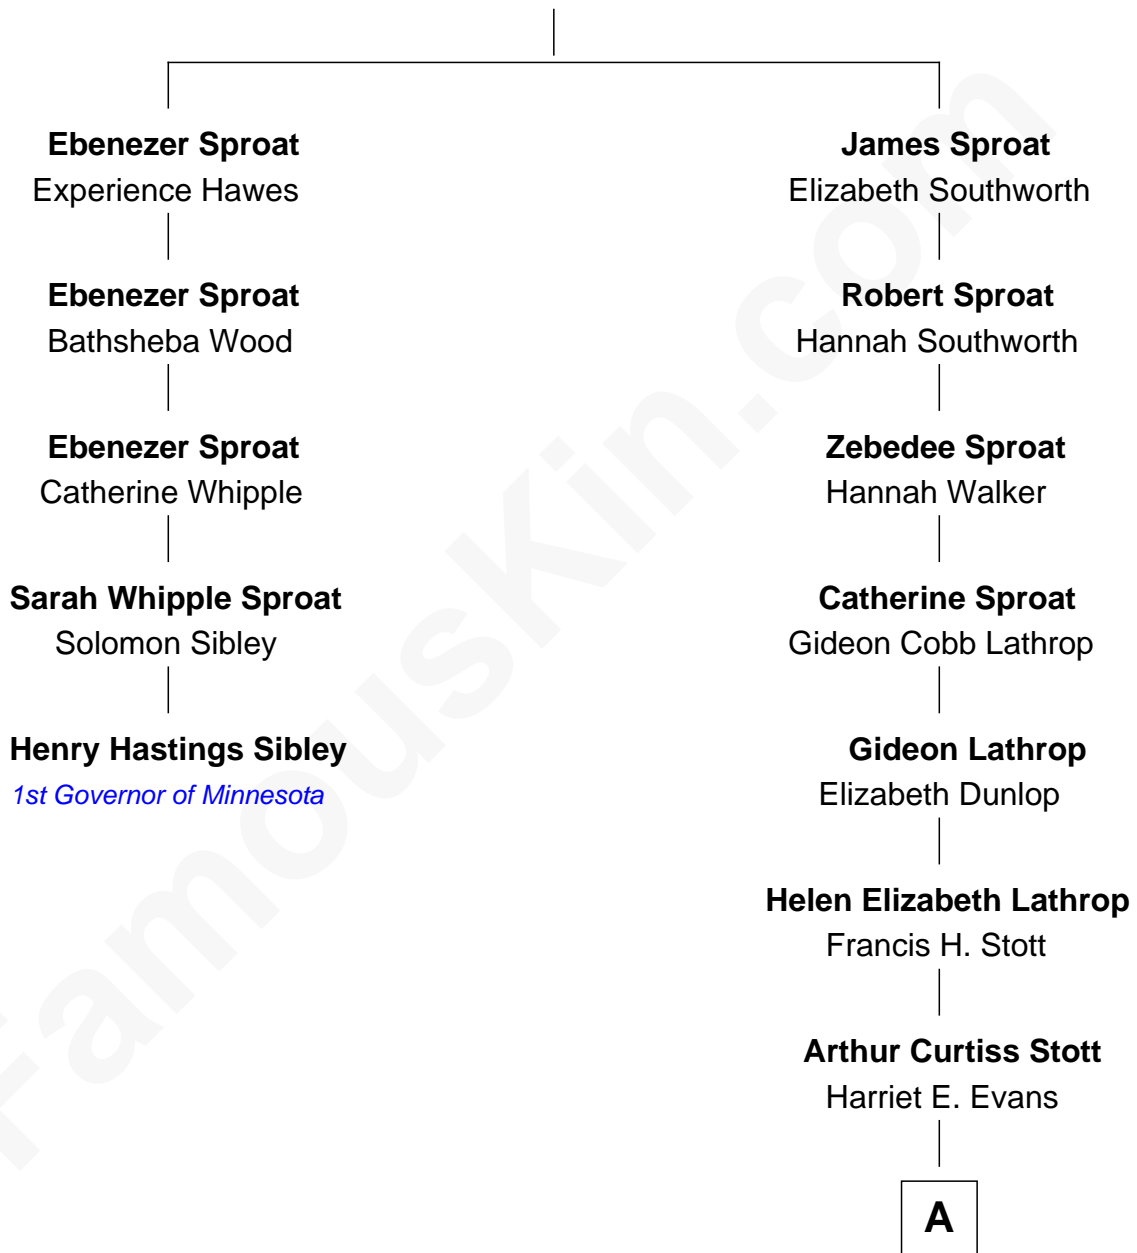 Ebenezer Sproat
Experience Hawes
Ebenezer Sproat
Bathsheba Wood
Ebenezer Sproat
Catherine Whipple
Sarah Whipple Sproat
Solomon Sibley
Henry Hastings Sibley
1st Governor of Minnesota
James Sproat
Elizabeth Southworth
Robert Sproat
Hannah Southworth
Zebedee Sproat
Hannah Walker
Catherine Sproat
Gideon Cobb Lathrop
Gideon Lathrop
Elizabeth Dunlop
Helen Elizabeth Lathrop
Francis H. Stott
Arthur Curtiss Stott
Harriet E. Evans
A
FamousKin.com